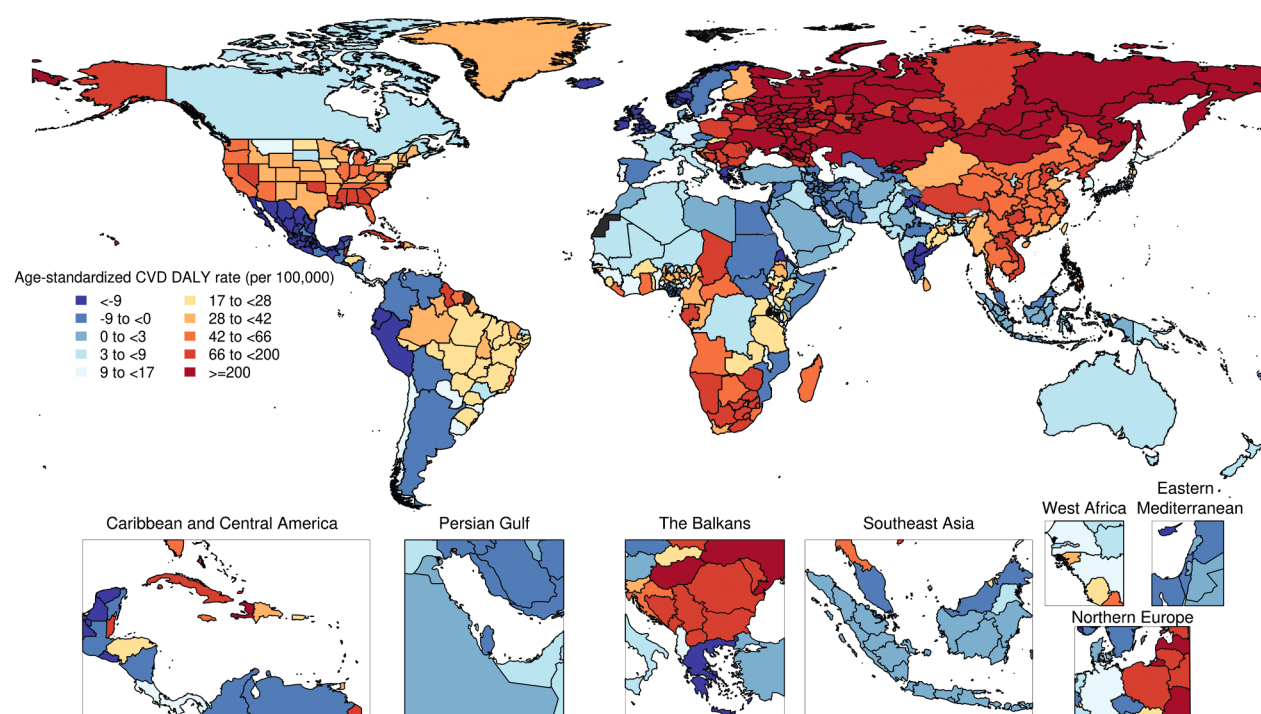 Age-standardized CVD DALY rate (per 100,000)
<-9
-9 to <0
0 to <3
3 to <9
9 to <17
17 to <28
28 to <42
42 to <66
66 to <200
>=200
Caribbean and Central America
Persian Gulf
The Balkans
Southeast Asia
West Africa
Eastern
Mediterranean
Northern Europe